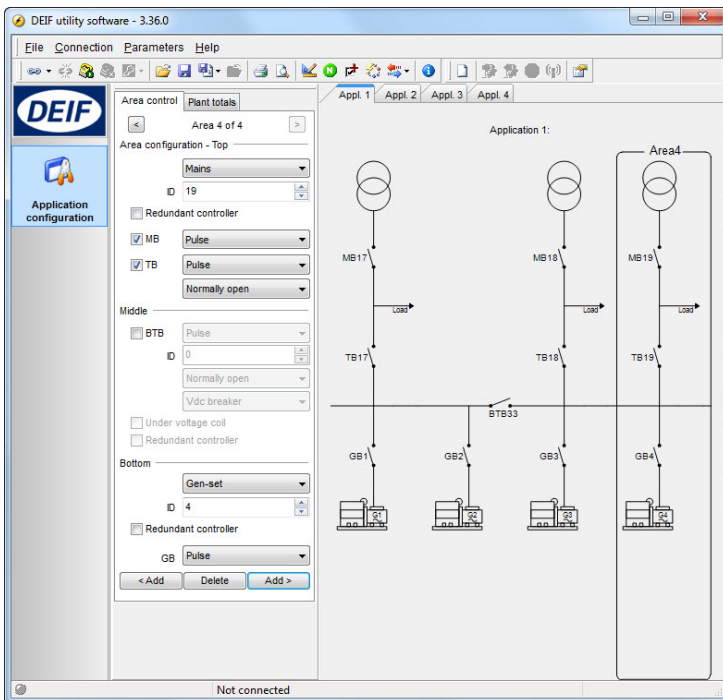 DEIF utility software - 3.36.0
File Connection Parameters Help
DEIF
Application
configuration
Area control Plant totals
< Area 4 of 4 >
Area configuration - Top
Mains
ID 19
Redundant controller
MB Pulse
TB Pulse
Normally open
Middle
BTB Pulse
ID 0
Normally open
Vdc breaker
Under
voltage coil
Redundant controller
Bottom
Gen-set
ID 4
Redundant controller
GB Pulse
< Add Delete Add >
Appl. 1 Appl. 2 Appl. 3 Appl. 4
Application 1:
Area4
MB17 MB18 MB19
Load Load Load
TB17 TB18 TB19
BTB33
GB1 GB2 GB3 GB4
G1 G2 G3 G4
Not connected